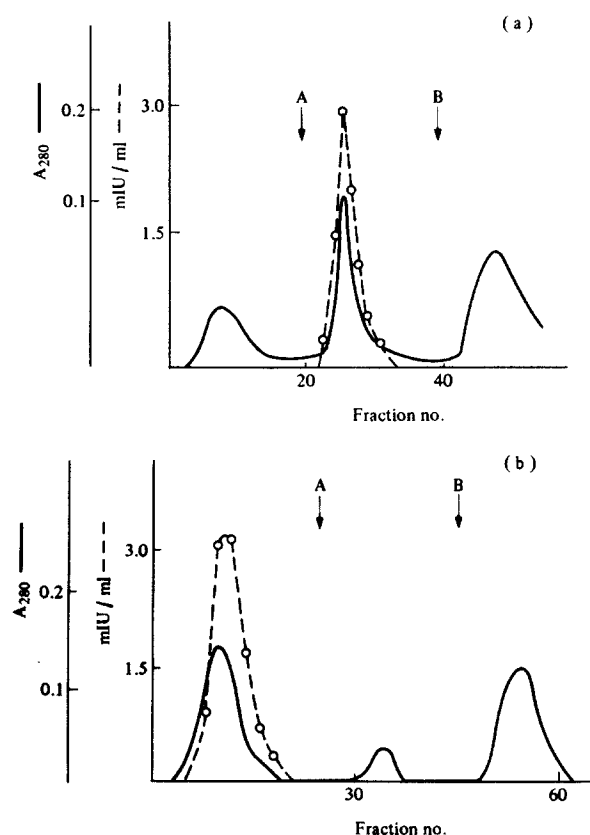 ( a )
A
B
0.2
3.0
A280
mIU / ml
0.1
1.5
20
40
Fraction no.
( b )
A
B
3.0
0.2
A280
mIU / ml
1.5
0.1
30
60
Fraction no.